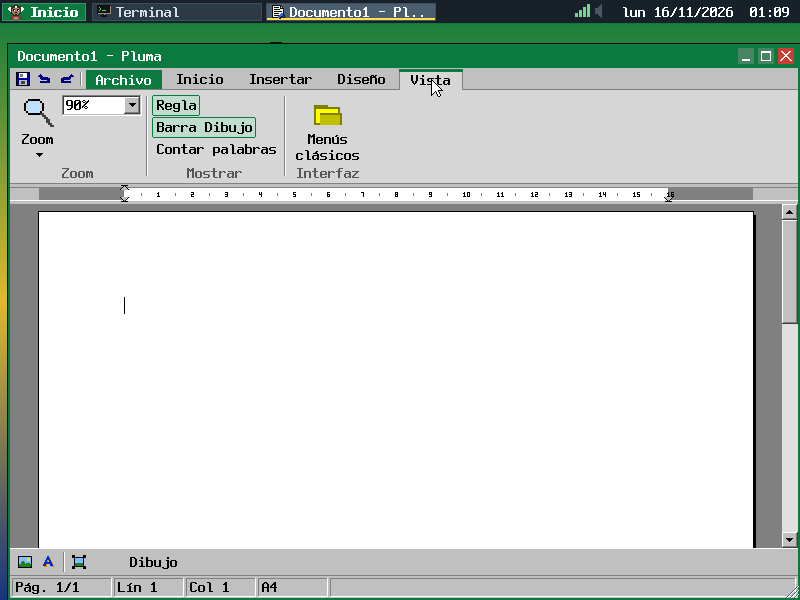 Inicio Terminal Documento1 - Pl.. lun 16/11/2026 01:09
Documento1 - Pluma
Archivo Inicio Insertar Diseño Vista
90% Regla
Barra Dibujo
Zoom Menús
Contar palabras clásicos
Zoom Mostrar Interfaz
1 2 3 4 5 6 7 8 9 10 11 12 13 14 15 16
A Dibujo
Pág. 1/1 Lín 1 Col 1 A4